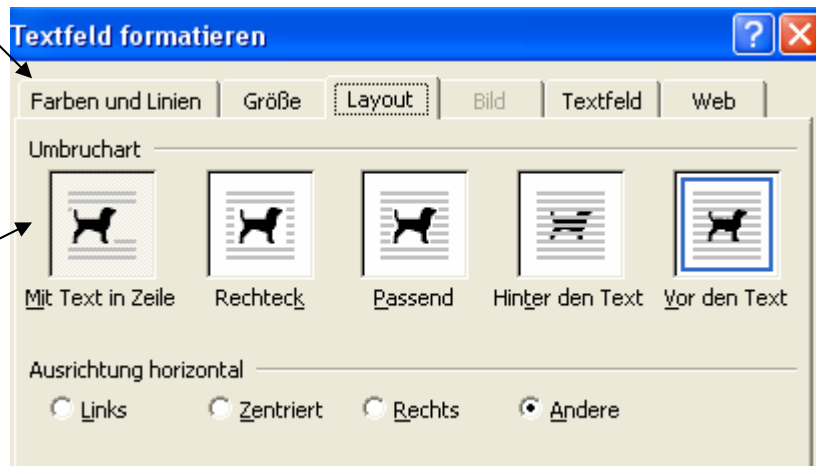 Textfeld formatieren
Farben und Linien Größe Layout Bild Textfeld Web
Umbruchart
Mit Text in Zeile Rechteck Passend Hinter den Text Vor den Text
Ausrichtung horizontal
Links Zentriert Rechts Andere